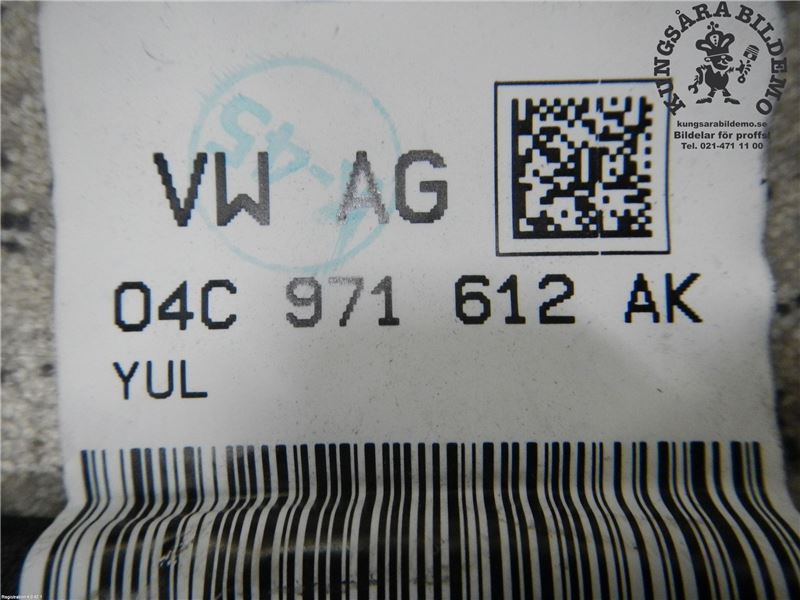 KUNGSÅRA BILDEMO
kungsarabildemo.se
Bildelar för proffs!
Tel. 021-471 11 00
-45
VW AG
04C 971 612 AK
YUL